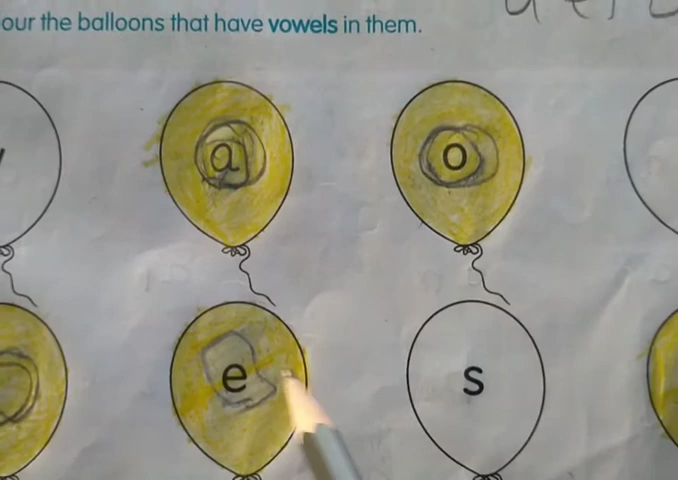 our the balloons that have vowels in them.
a o
e s